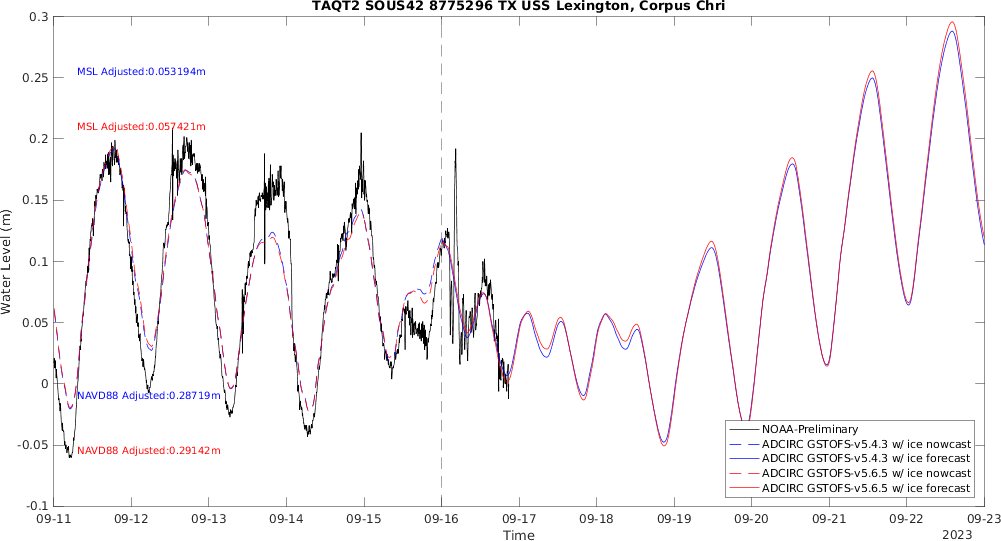 TAQT2 SOUS42 8775296 TX USS Lexington, Corpus Chri
0.3
0.25
0.2
0.15
0.1
0.05
0
-0.05
-0.1
Water Level (m)
MSL Adjusted:0.053194m
MSL Adjusted:0.057421m
NAVD88 Adjusted:0.28719m
NAVD88 Adjusted:0.29142m
NOAA-Preliminary
ADCIRC GSTOFS-v5.4.3 w/ ice nowcast
ADCIRC GSTOFS-v5.4.3 w/ ice forecast
ADCIRC GSTOFS-v5.6.5 w/ ice nowcast
ADCIRC GSTOFS-v5.6.5 w/ ice forecast
09-11 09-12 09-13 09-14 09-15 09-16 09-17 09-18 09-19 09-20 09-21 09-22 09-23
Time
2023